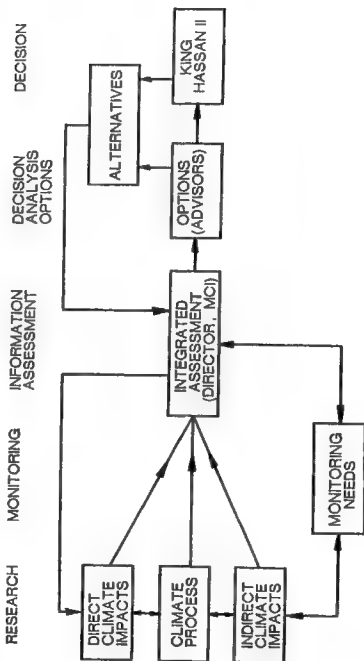 RESEARCH
MONITORING
INFORMATION
ASSESSMENT
DECISION
ANALYSIS
OPTIONS
DECISION
DIRECT
CLIMATE
IMPACTS
CLIMATE
PROCESS
INDIRECT
CLIMATE
IMPACTS
MONITORING
NEEDS
INTEGRATED
ASSESSMENT
(DIRECTOR, MCI)
OPTIONS
(ADVISORS)
ALTERNATIVES
KING
HASSAN II